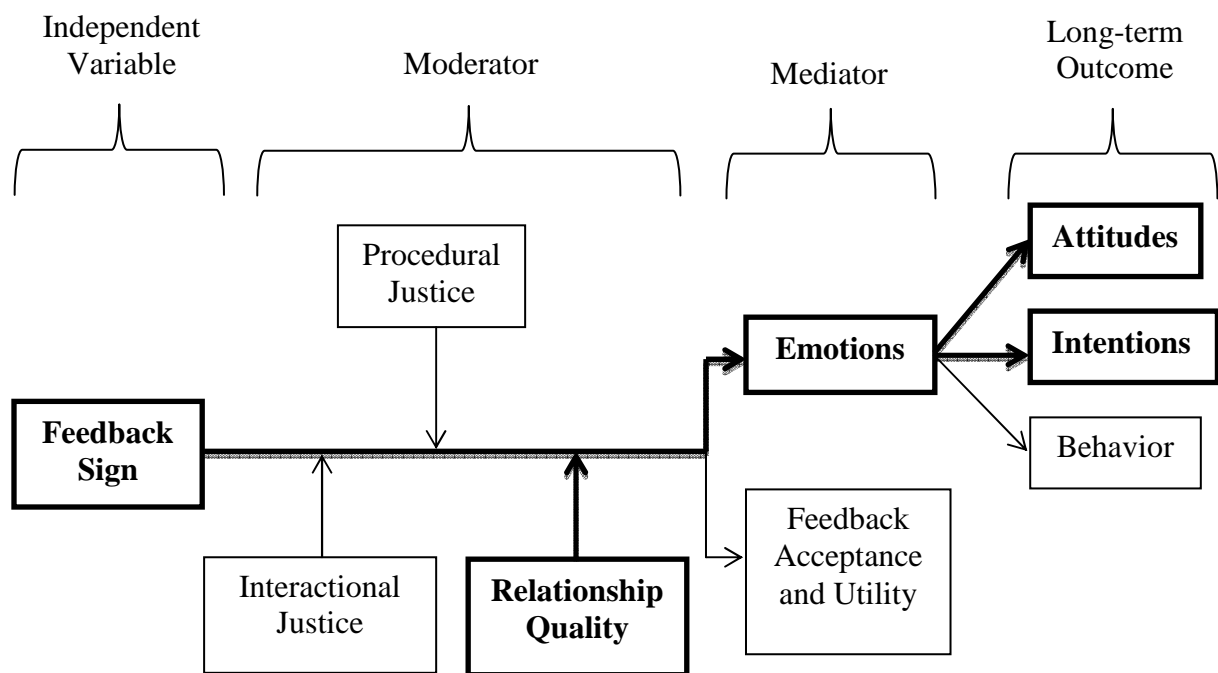 Independent
Variable
Moderator
Mediator
Long-term
Outcome
Procedural
Justice
Attitudes
Emotions
Intentions
Feedback
Sign
Behavior
Interactional
Justice
Relationship
Quality
Feedback
Acceptance
and Utility